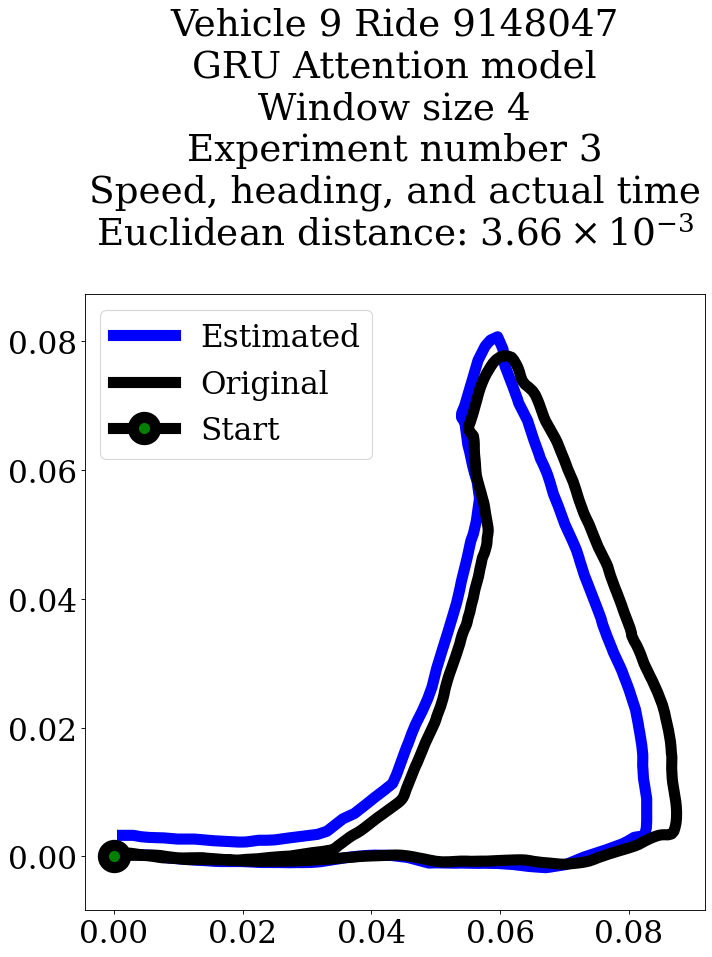 Vehicle 9 Ride 9148047
GRU Attention model
Window size 4
Experiment number 3
Speed, heading, and actual time
Euclidean distance: 3.66 × 10⁻³
Estimated
Original
Start
0.08
0.06
0.04
0.02
0.00
0.00 0.02 0.04 0.06 0.08